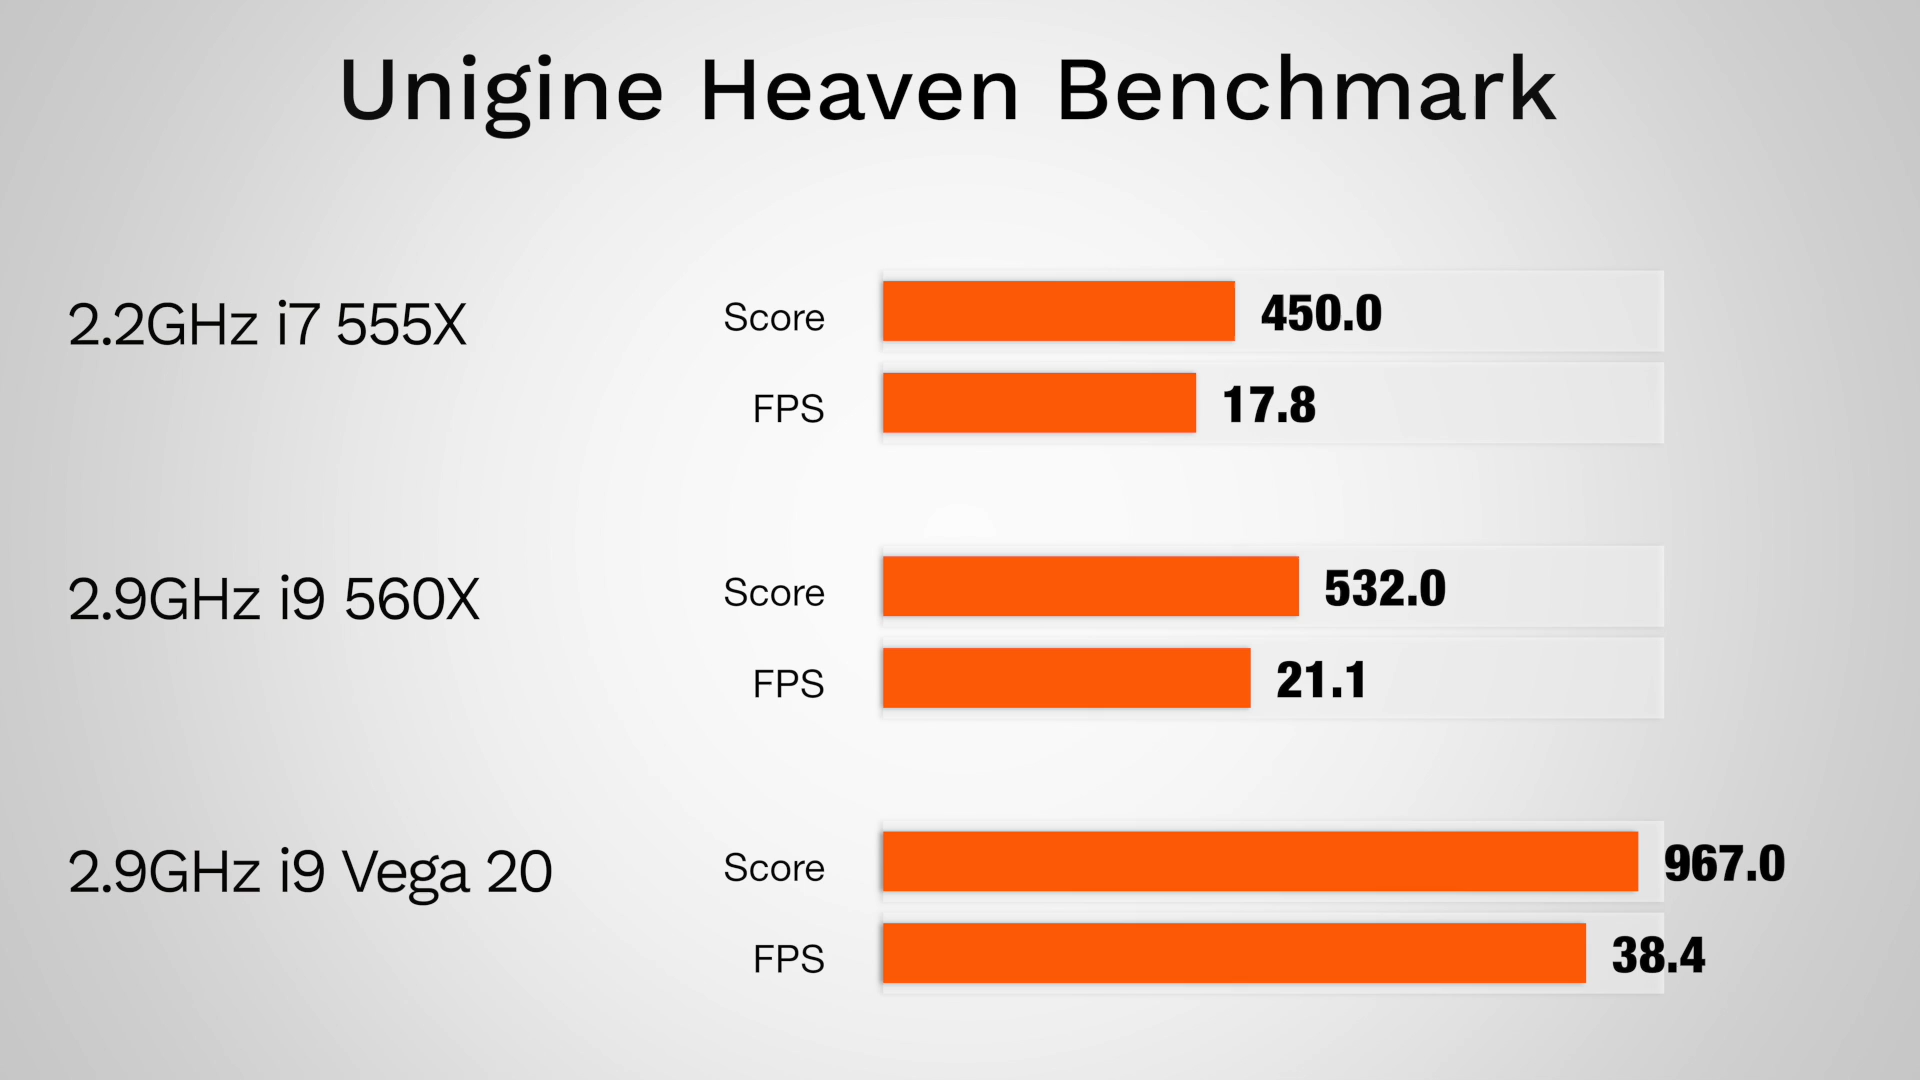 Unigine Heaven Benchmark
2.2GHz i7 555X
Score 450.0
FPS 17.8
2.9GHz i9 560X
Score 532.0
FPS 21.1
2.9GHz i9 Vega 20
Score 967.0
FPS 38.4